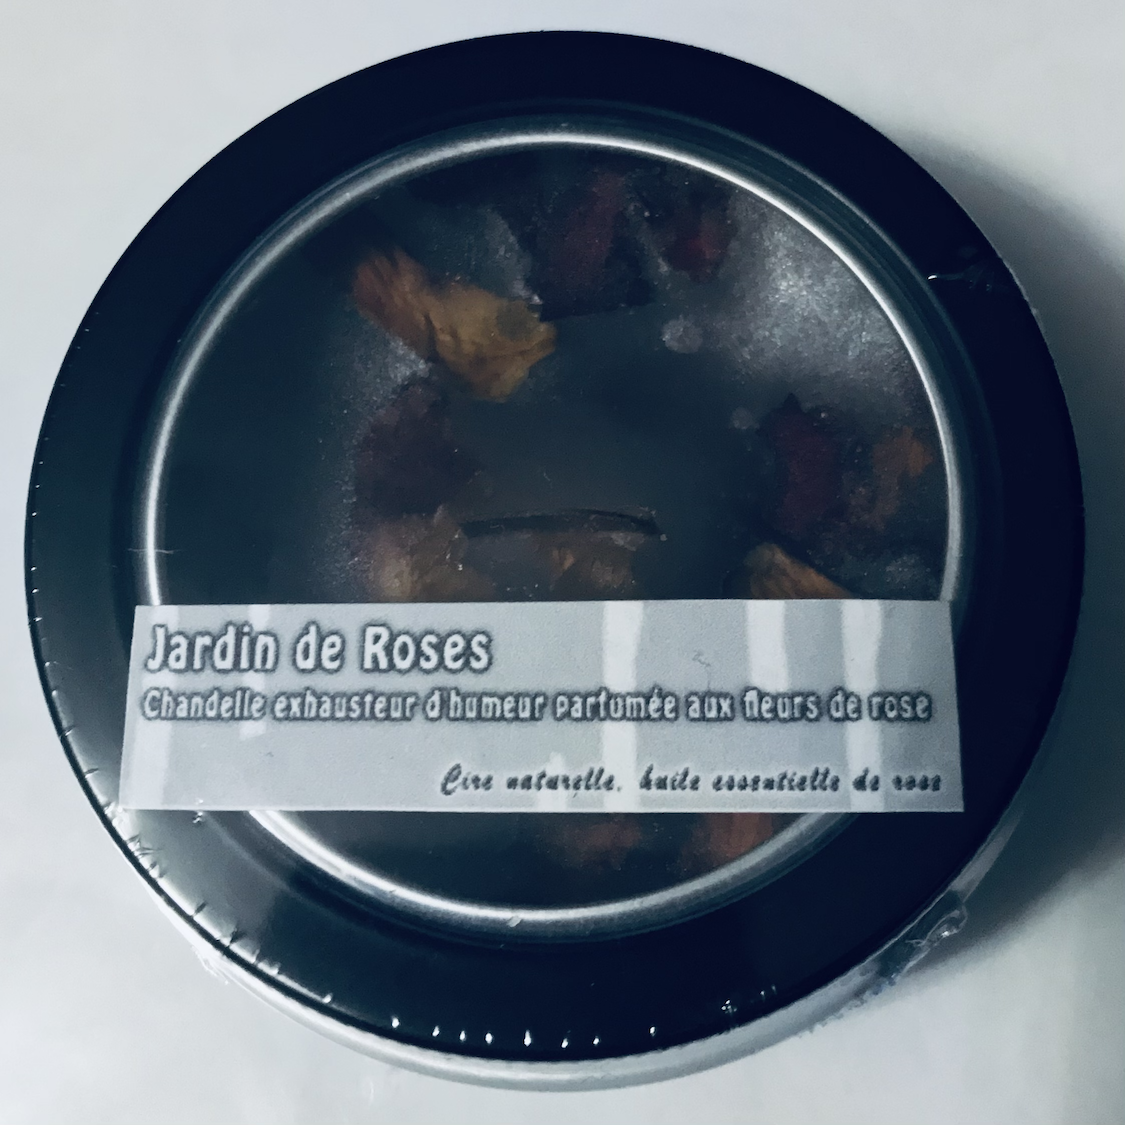 Jardin de Roses
Chandelle exhausteur d'humeur parfumée aux fleurs de rose
Cire naturelle, huile essentielle de rose